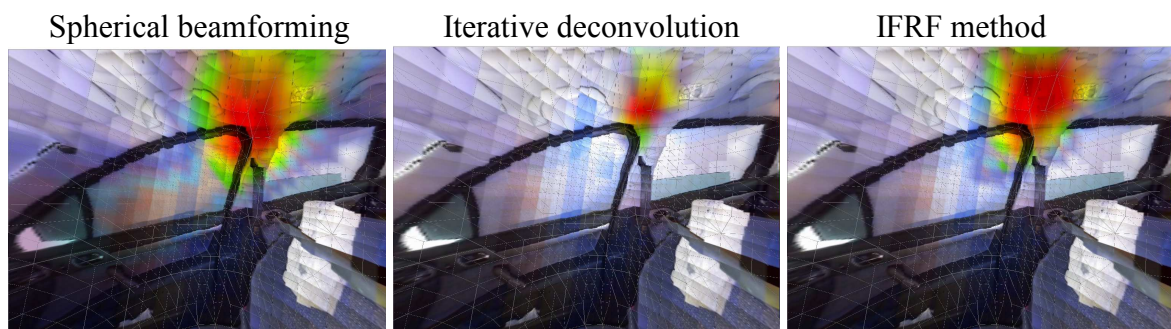 Spherical beamforming
Iterative deconvolution
IFRF method